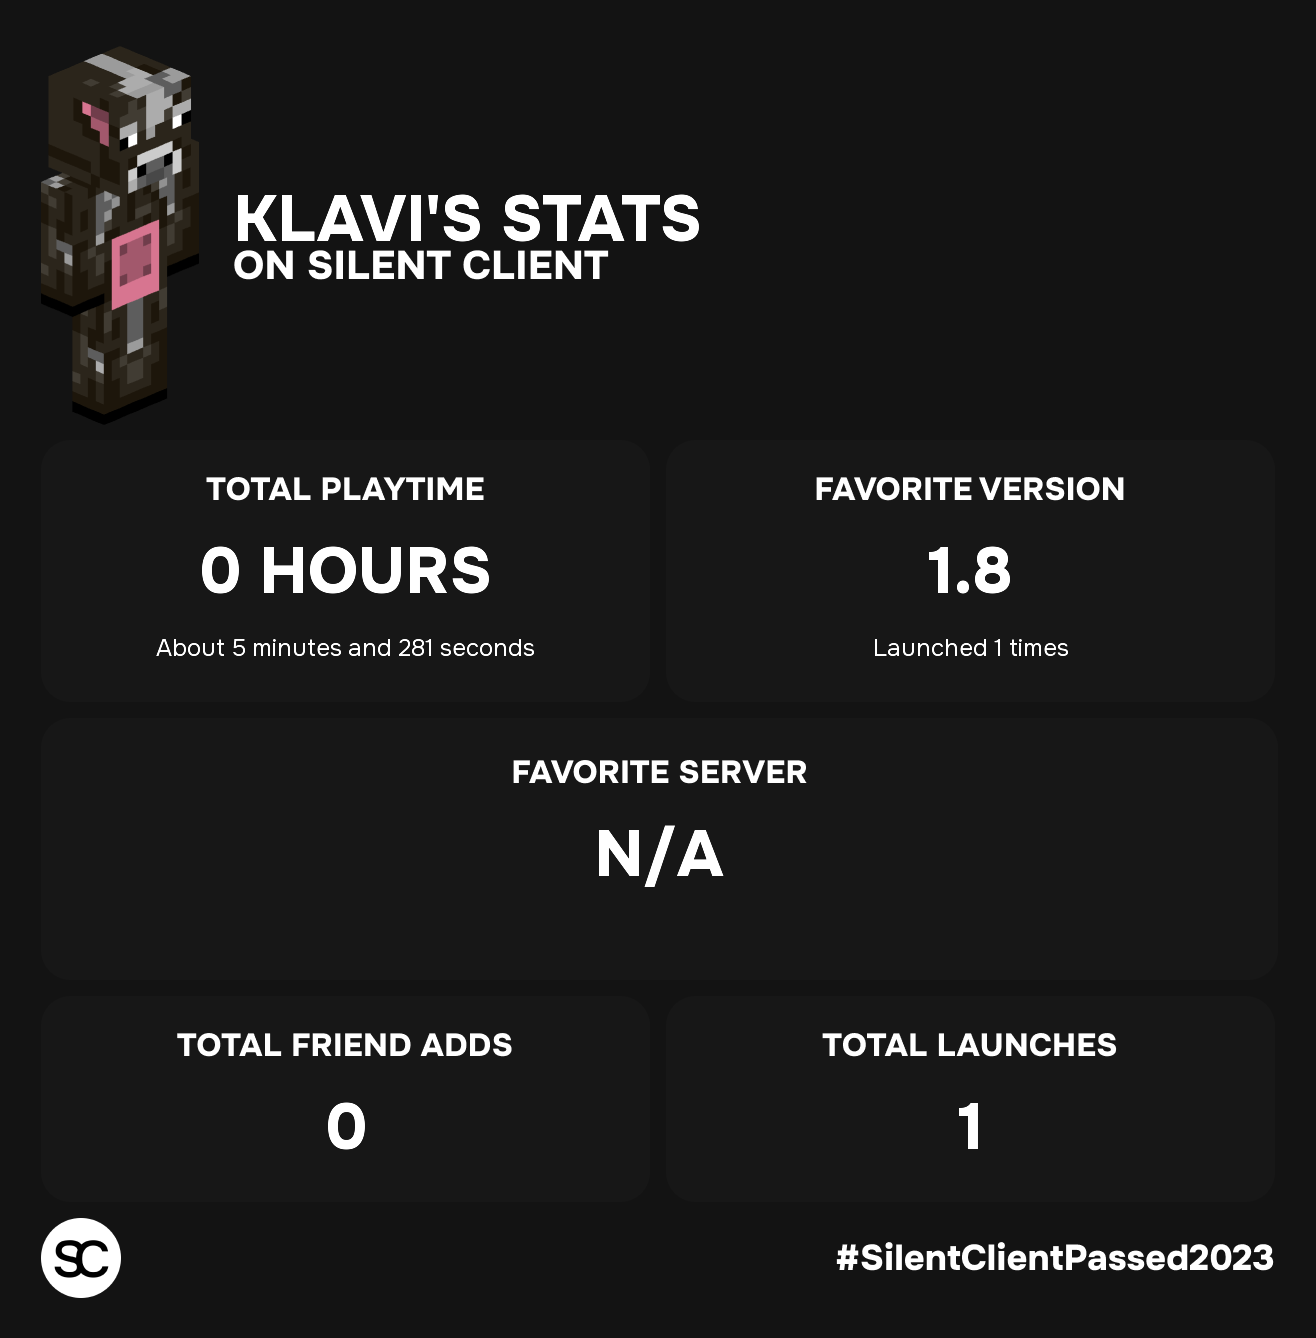 KLAVI'S STATS
ON SILENT CLIENT
TOTAL PLAYTIME
0 HOURS
About 5 minutes and 281 seconds
FAVORITE VERSION
1.8
Launched 1 times
FAVORITE SERVER
N/A
TOTAL FRIEND ADDS
0
TOTAL LAUNCHES
1
SC
#SilentClientPassed2023